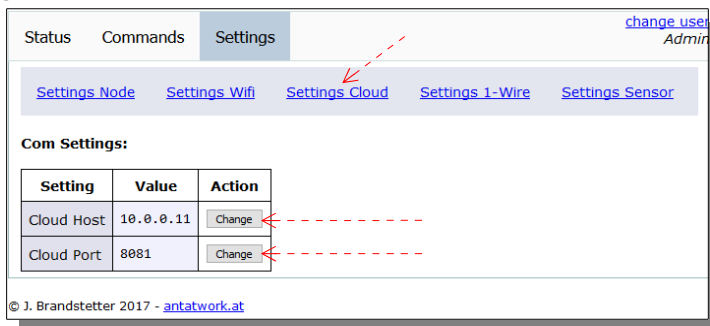 Status Commands Settings change user
Admin
Settings Node Settings Wifi Settings Cloud Settings 1-Wire Settings Sensor
Com Settings:
Setting Value Action
Cloud Host 10.0.0.11 Change
Cloud Port 8081 Change
© J. Brandstetter 2017 - antatwork.at